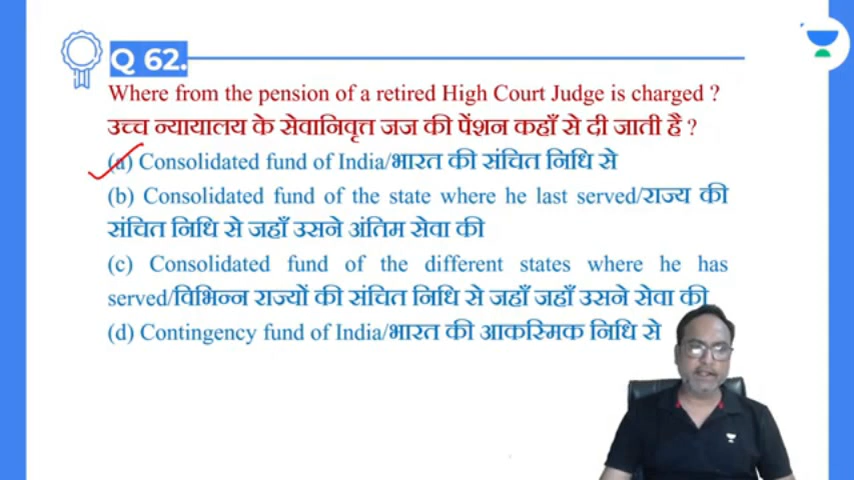 Q 62.
Where from the pension of a retired High Court Judge is charged ?
उच्च न्यायालय के सेवानिवृत्त जज की पेंशन कहाँ से दी जाती है ?
(a) Consolidated fund of India/भारत की संचित निधि से
(b) Consolidated fund of the state where he last served/राज्य की
संचित निधि से जहाँ उसने अंतिम सेवा की
(c) Consolidated fund of the different states where he has
served/विभिन्न राज्यों की संचित निधि से जहाँ जहाँ उसने सेवा की
(d) Contingency fund of India/भारत की आकस्मिक निधि से